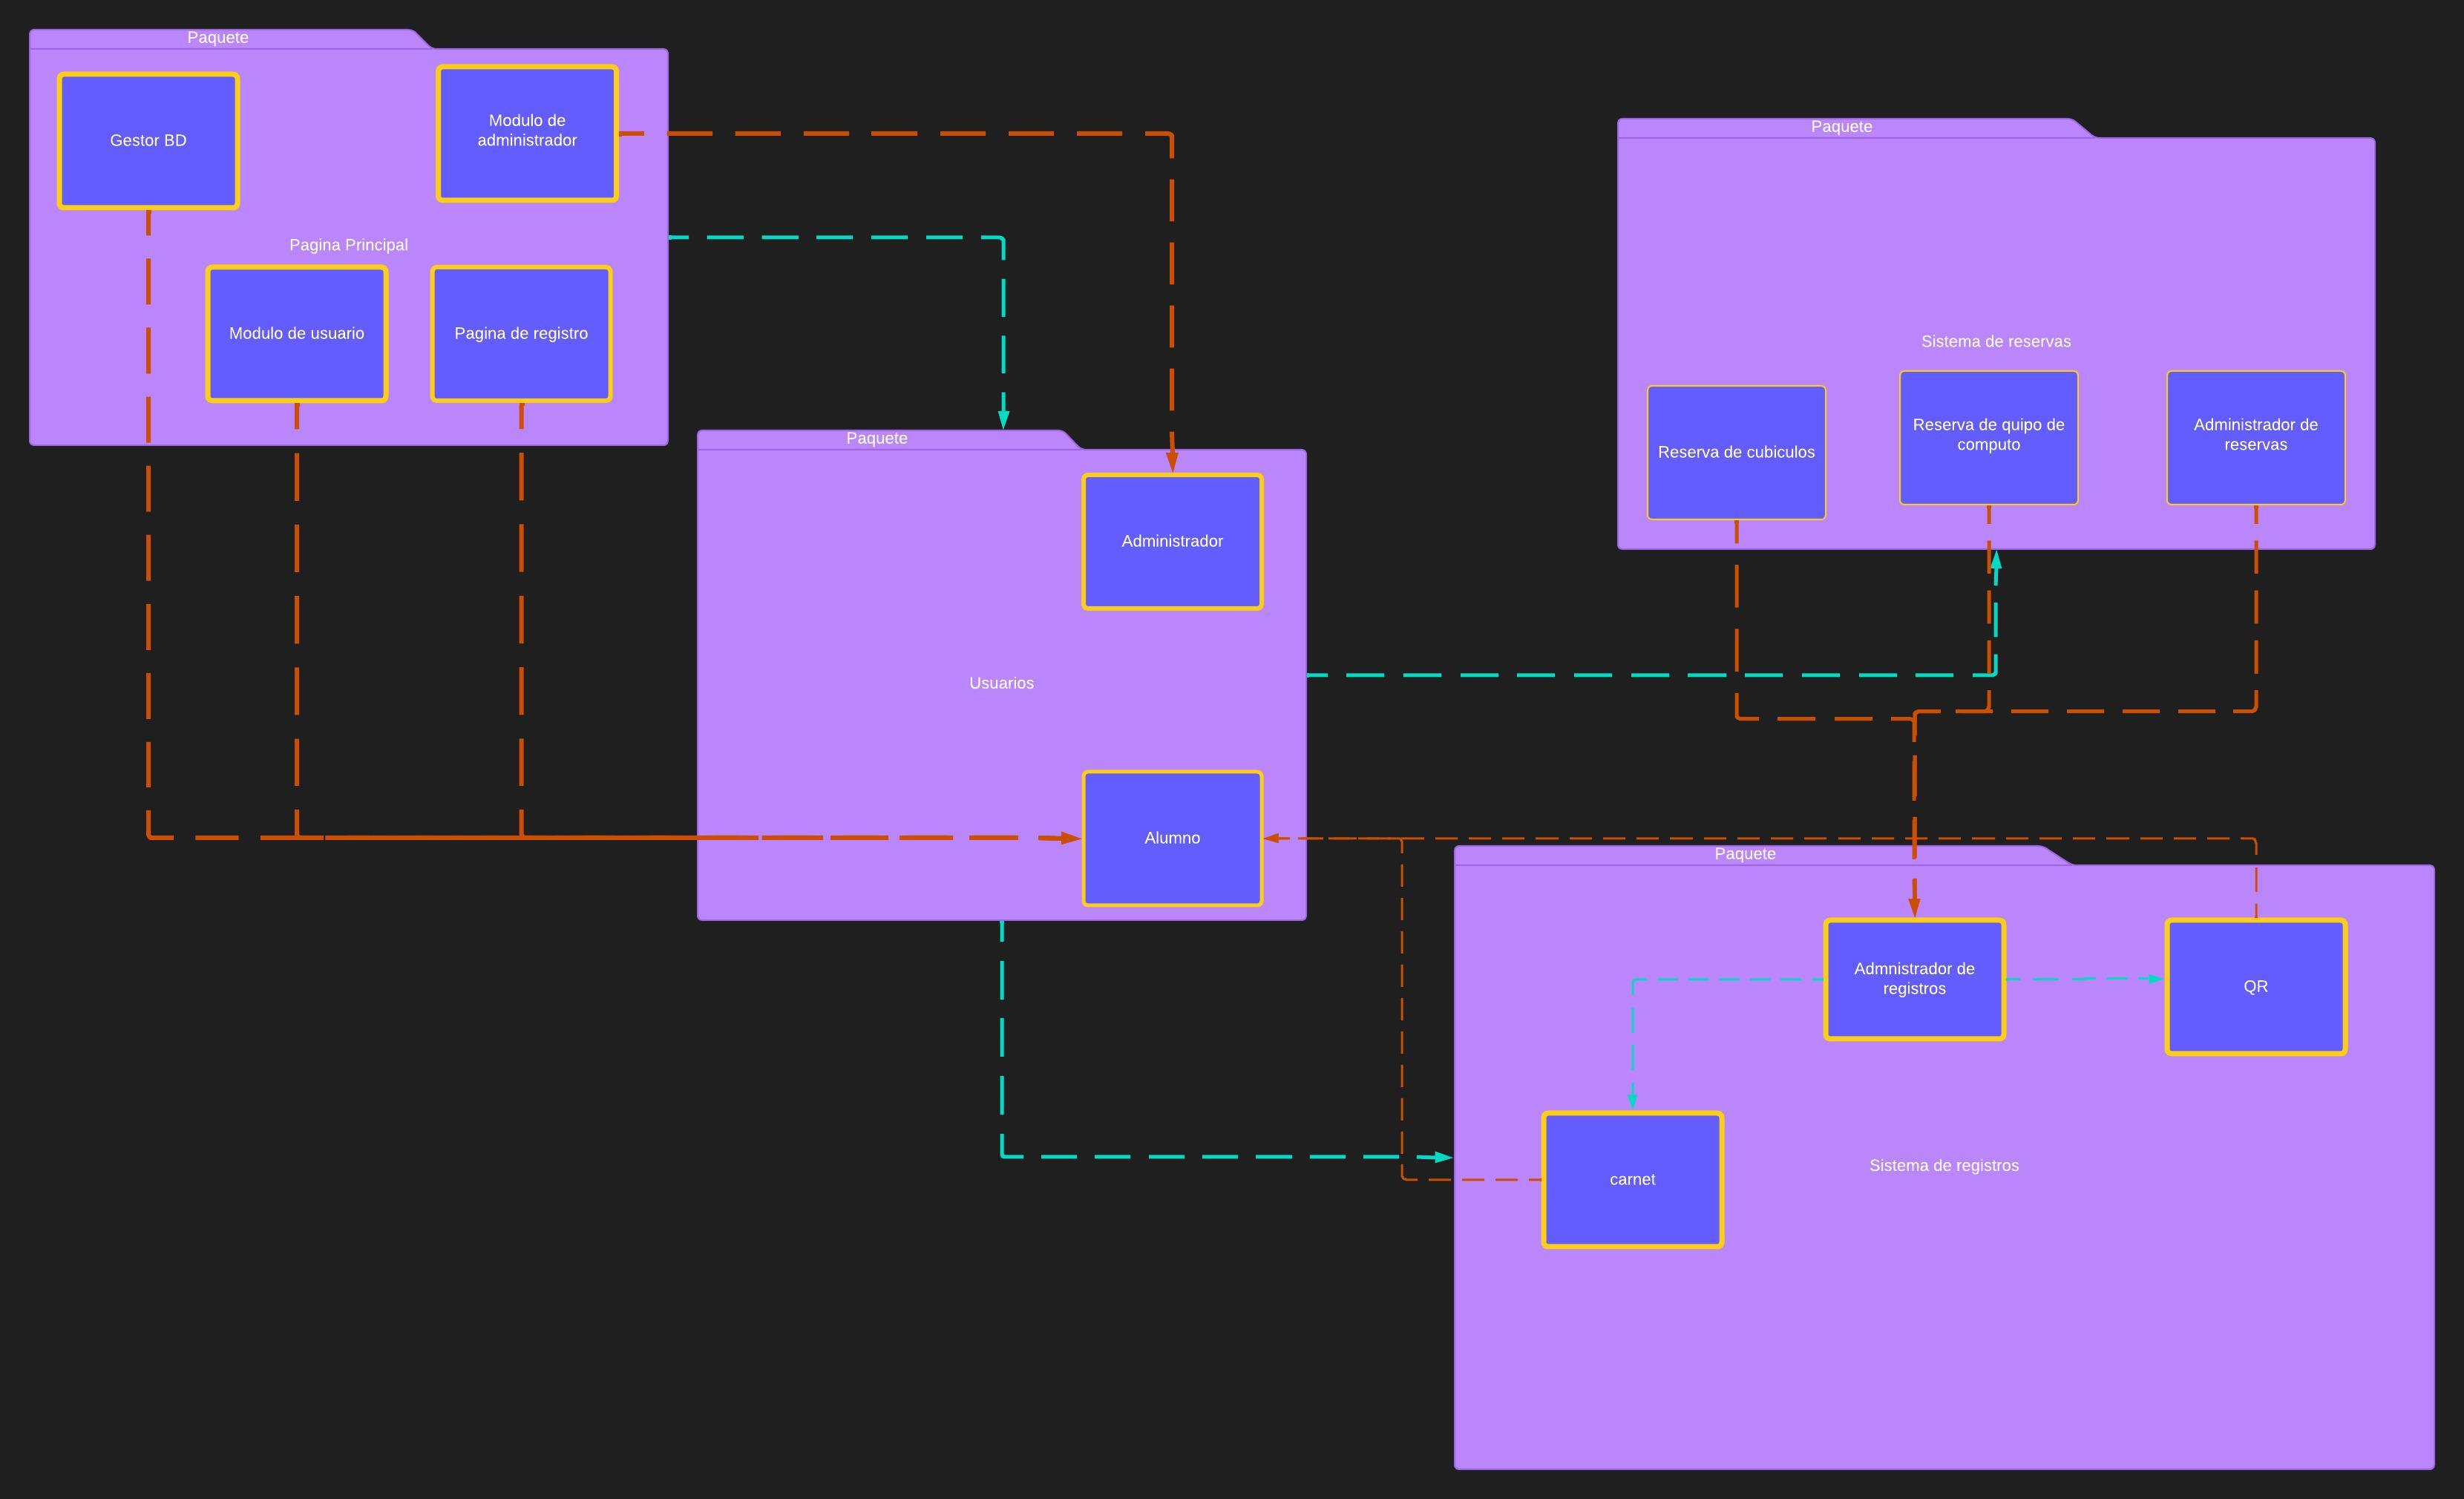 Paquete
Gestor BD
Modulo de
administrador
Pagina Principal
Modulo de usuario
Pagina de registro
Paquete
Sistema de reservas
Reserva de cubiculos
Reserva de quipo de
computo
Administrador de
reservas
Paquete
Administrador
Usuarios
Alumno
Paquete
Admnistrador de
registros
QR
carnet
Sistema de registros